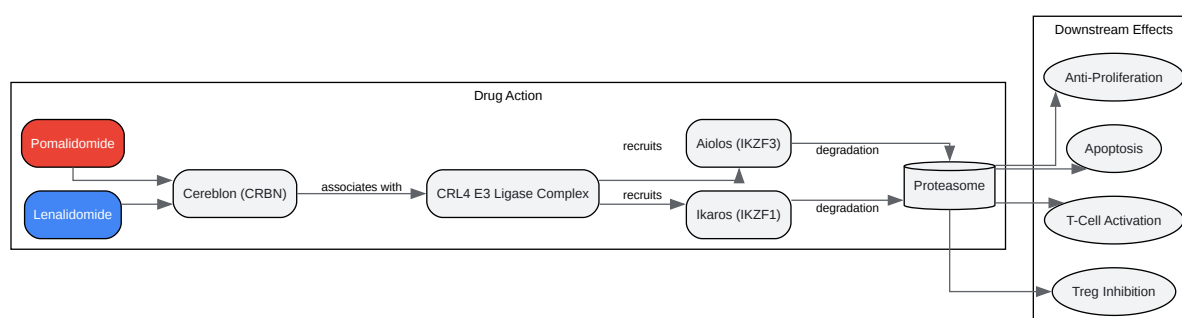 Downstream Effects
Anti-Proliferation
Drug Action
Pomalidomide
recruits
Aiolos (IKZF3)
degradation
Apoptosis
Cereblon (CRBN)
associates with
CRL4 E3 Ligase Complex
Proteasome
Lenalidomide
recruits
Ikaros (IKZF1)
degradation
T-Cell Activation
Treg Inhibition